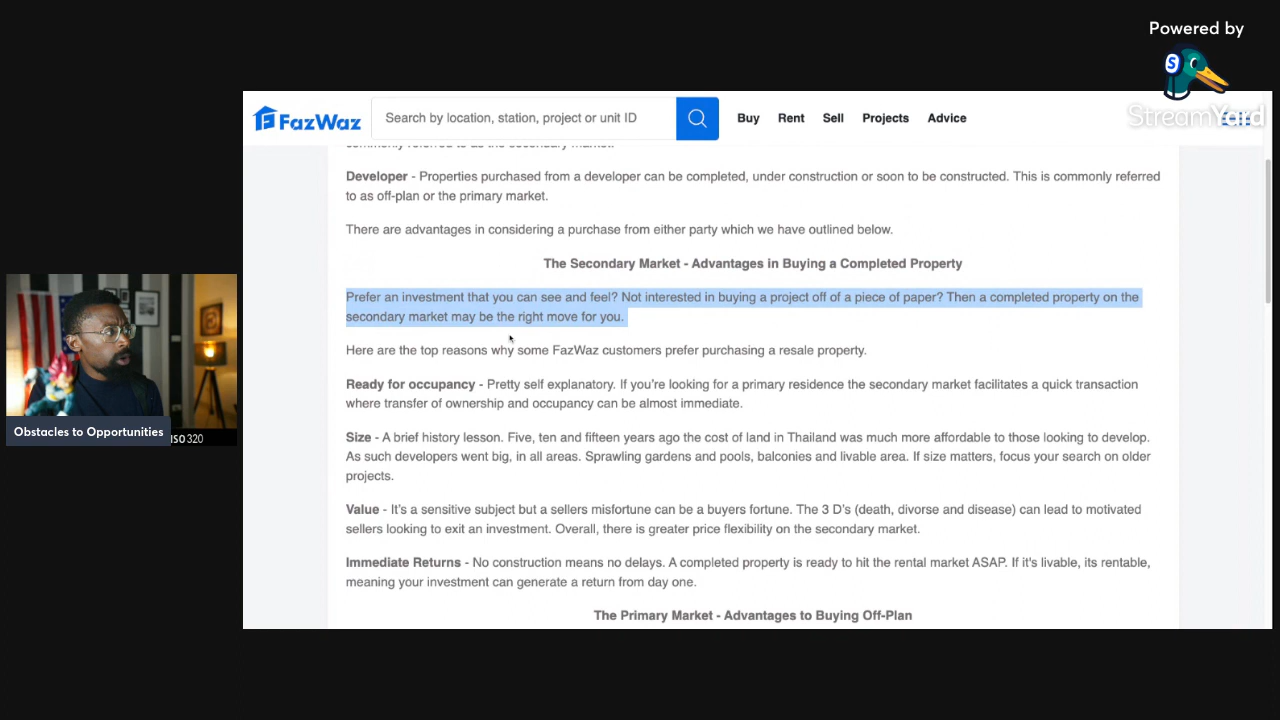 Powered by
S
StreamYard
FazWaz
Search by location, station, project or unit ID
Buy Rent Sell Projects Advice
commonly referred to as the secondary market.
Developer - Properties purchased from a developer can be completed, under construction or soon to be constructed. This is commonly referred
to as off-plan or the primary market.
There are advantages in considering a purchase from either party which we have outlined below.
The Secondary Market - Advantages in Buying a Completed Property
Prefer an investment that you can see and feel? Not interested in buying a project off of a piece of paper? Then a completed property on the
secondary market may be the right move for you.
Here are the top reasons why some FazWaz customers prefer purchasing a resale property.
Ready for occupancy - Pretty self explanatory. If you're looking for a primary residence the secondary market facilitates a quick transaction
where transfer of ownership and occupancy can be almost immediate.
Size - A brief history lesson. Five, ten and fifteen years ago the cost of land in Thailand was much more affordable to those looking to develop.
As such developers went big, in all areas. Sprawling gardens and pools, balconies and livable area. If size matters, focus your search on older
projects.
Value - It's a sensitive subject but a sellers misfortune can be a buyers fortune. The 3 D's (death, divorse and disease) can lead to motivated
sellers looking to exit an investment. Overall, there is greater price flexibility on the secondary market.
Immediate Returns - No construction means no delays. A completed property is ready to hit the rental market ASAP. If it's livable, its rentable,
meaning your investment can generate a return from day one.
The Primary Market - Advantages to Buying Off-Plan
Obstacles to Opportunities
ISO 320